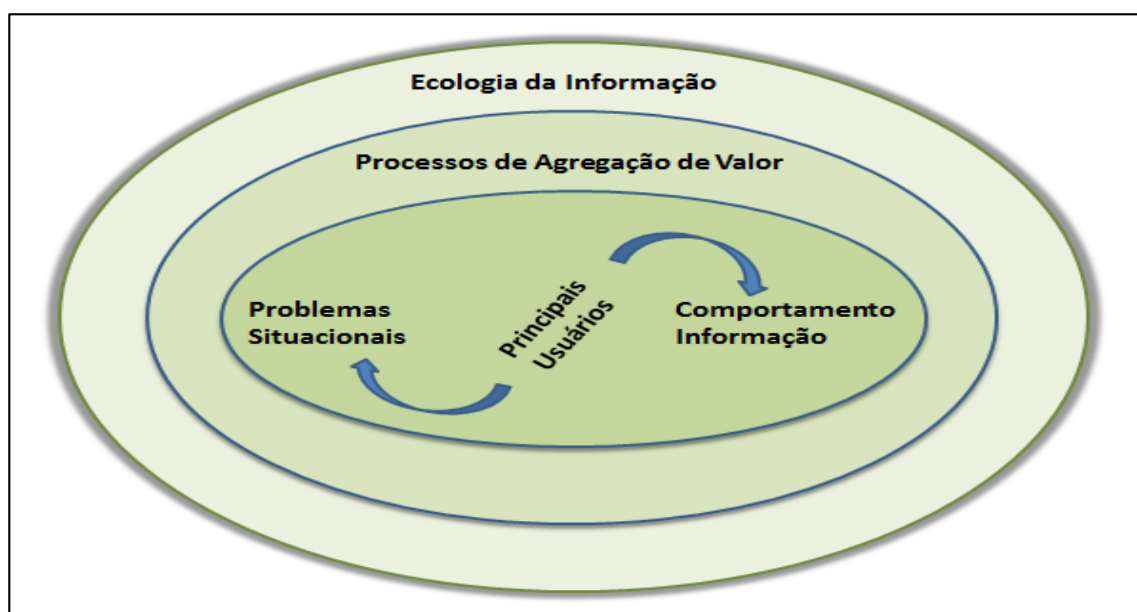 Ecologia da Informação
Processos de Agregação de Valor
Problemas
Situacionais
Principais
Usuários
Comportamento
Informação